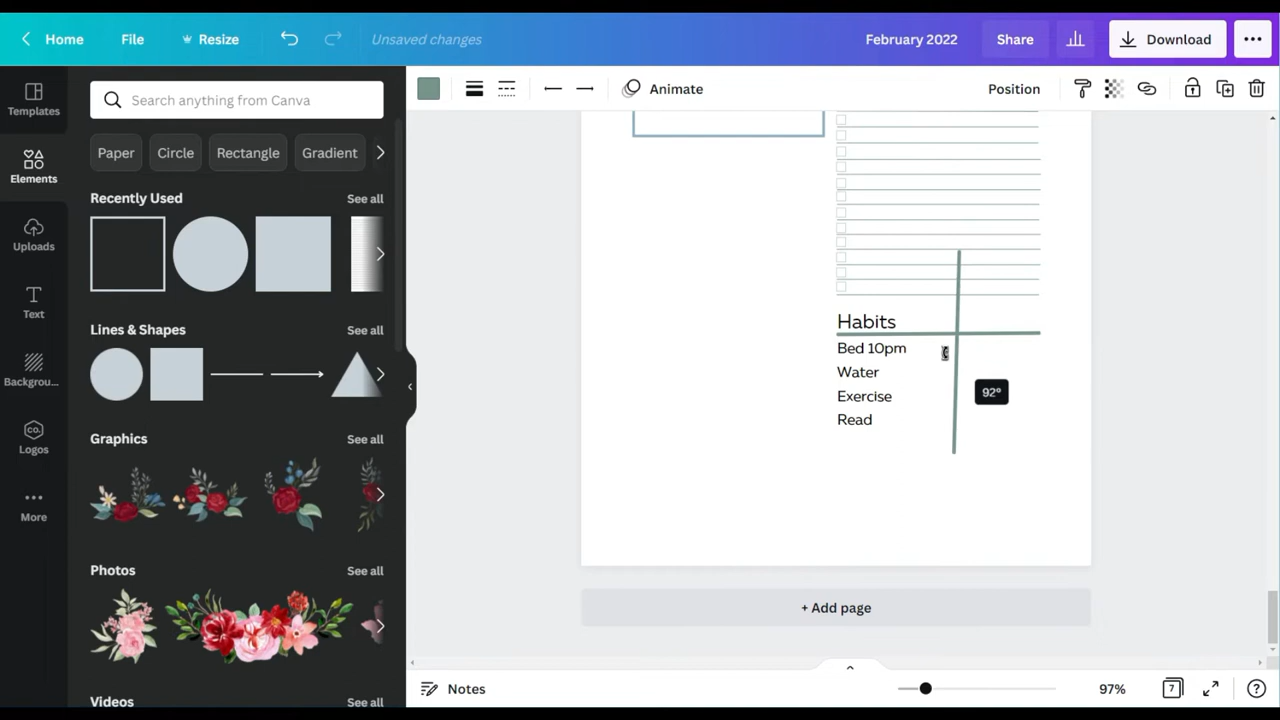 Home File Resize Unsaved changes February 2022 Share Download
Templates
Elements
Uploads
Text
Backgrou...
Logos
More
Search anything from Canva
Paper Circle Rectangle Gradient
Recently Used See all
Lines & Shapes See all
Graphics See all
Photos See all
Videos See all
Animate Position
Habits
Bed 10pm
Water
Exercise
Read
92°
+ Add page
Notes 97% 7 ?